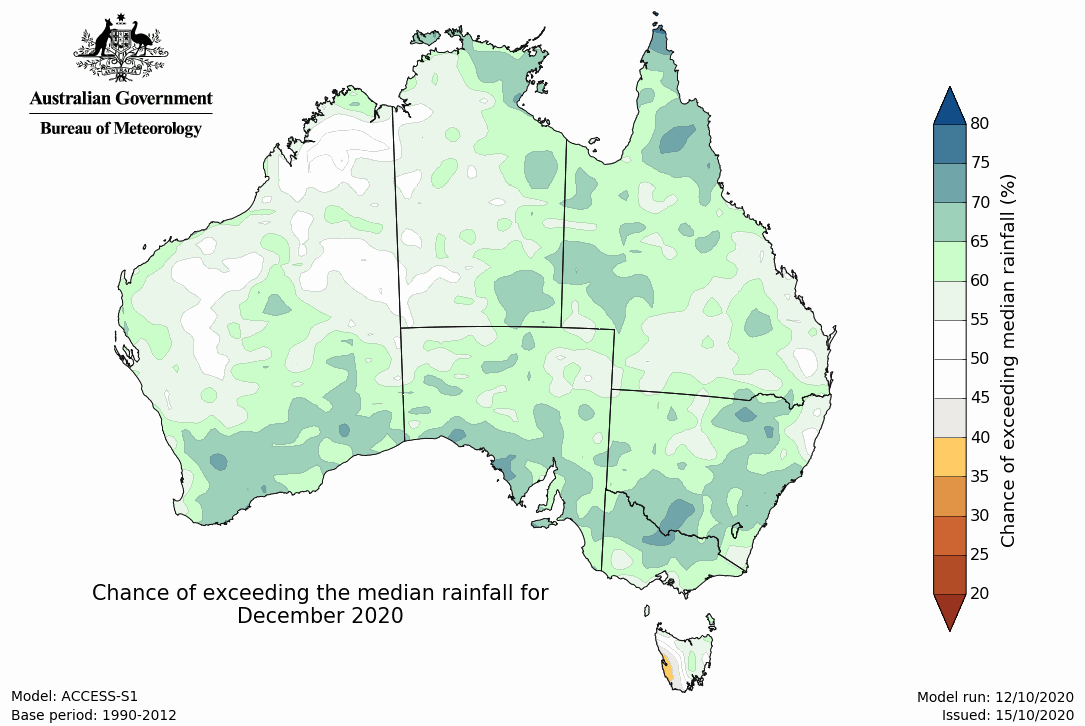 Australian Government
Bureau of Meteorology
80
75
70
65
60
55
50
45
40
35
30
25
20
Chance of exceeding median rainfall (%)
Chance of exceeding the median rainfall for
December 2020
Model: ACCESS-S1
Base period: 1990-2012
Model run: 12/10/2020
Issued: 15/10/2020